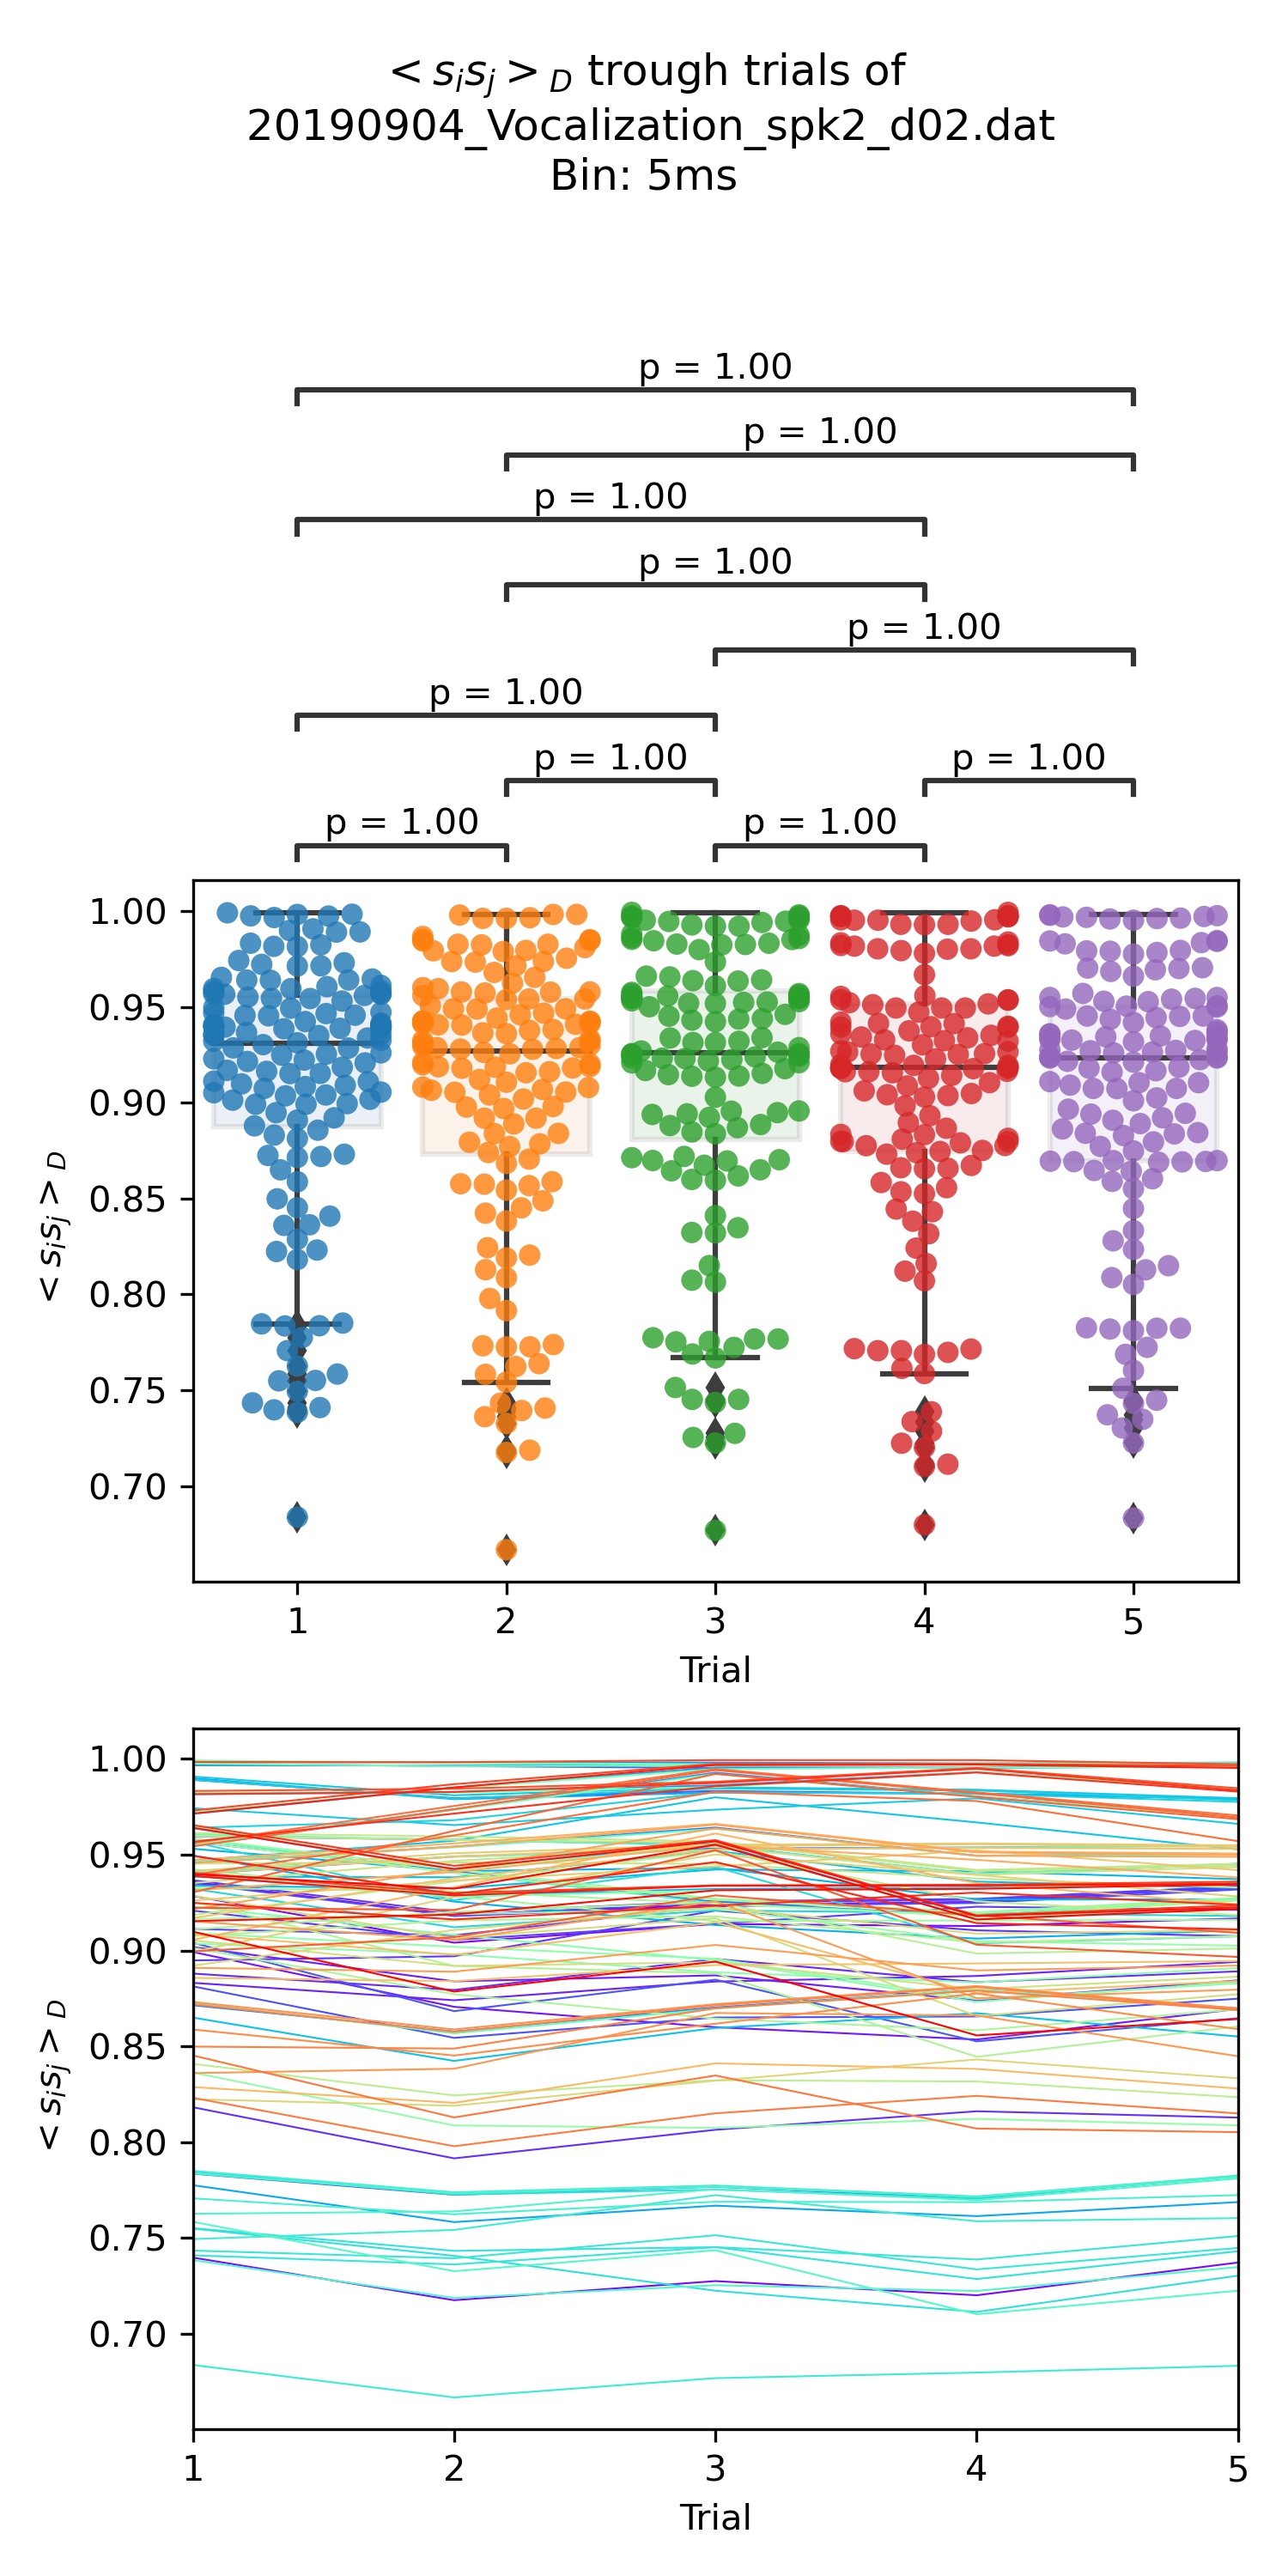 < s_i s_j >_D trough trials of
20190904_Vocalization_spk2_d02.dat
Bin: 5ms
p = 1.00
p = 1.00
p = 1.00
p = 1.00
p = 1.00
p = 1.00
p = 1.00 p = 1.00
p = 1.00 p = 1.00
1.00
0.95
0.90
0.85
0.80
0.75
0.70
< s_i s_j >_D
1 2 3 4 5
Trial
1.00
0.95
0.90
0.85
0.80
0.75
0.70
< s_i s_j >_D
1 2 3 4 5
Trial